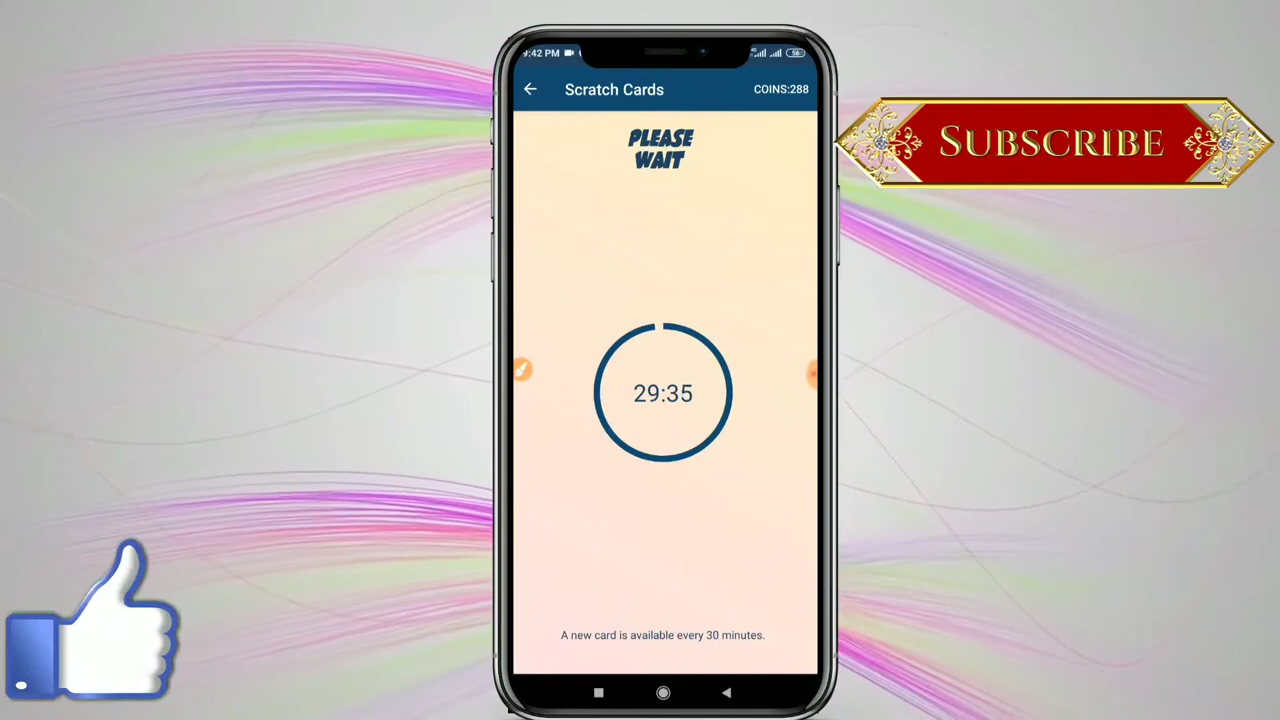 9:42 PM
56
Scratch Cards
COINS:288
PLEASE
WAIT
SUBSCRIBE
29:35
A new card is available every 30 minutes.